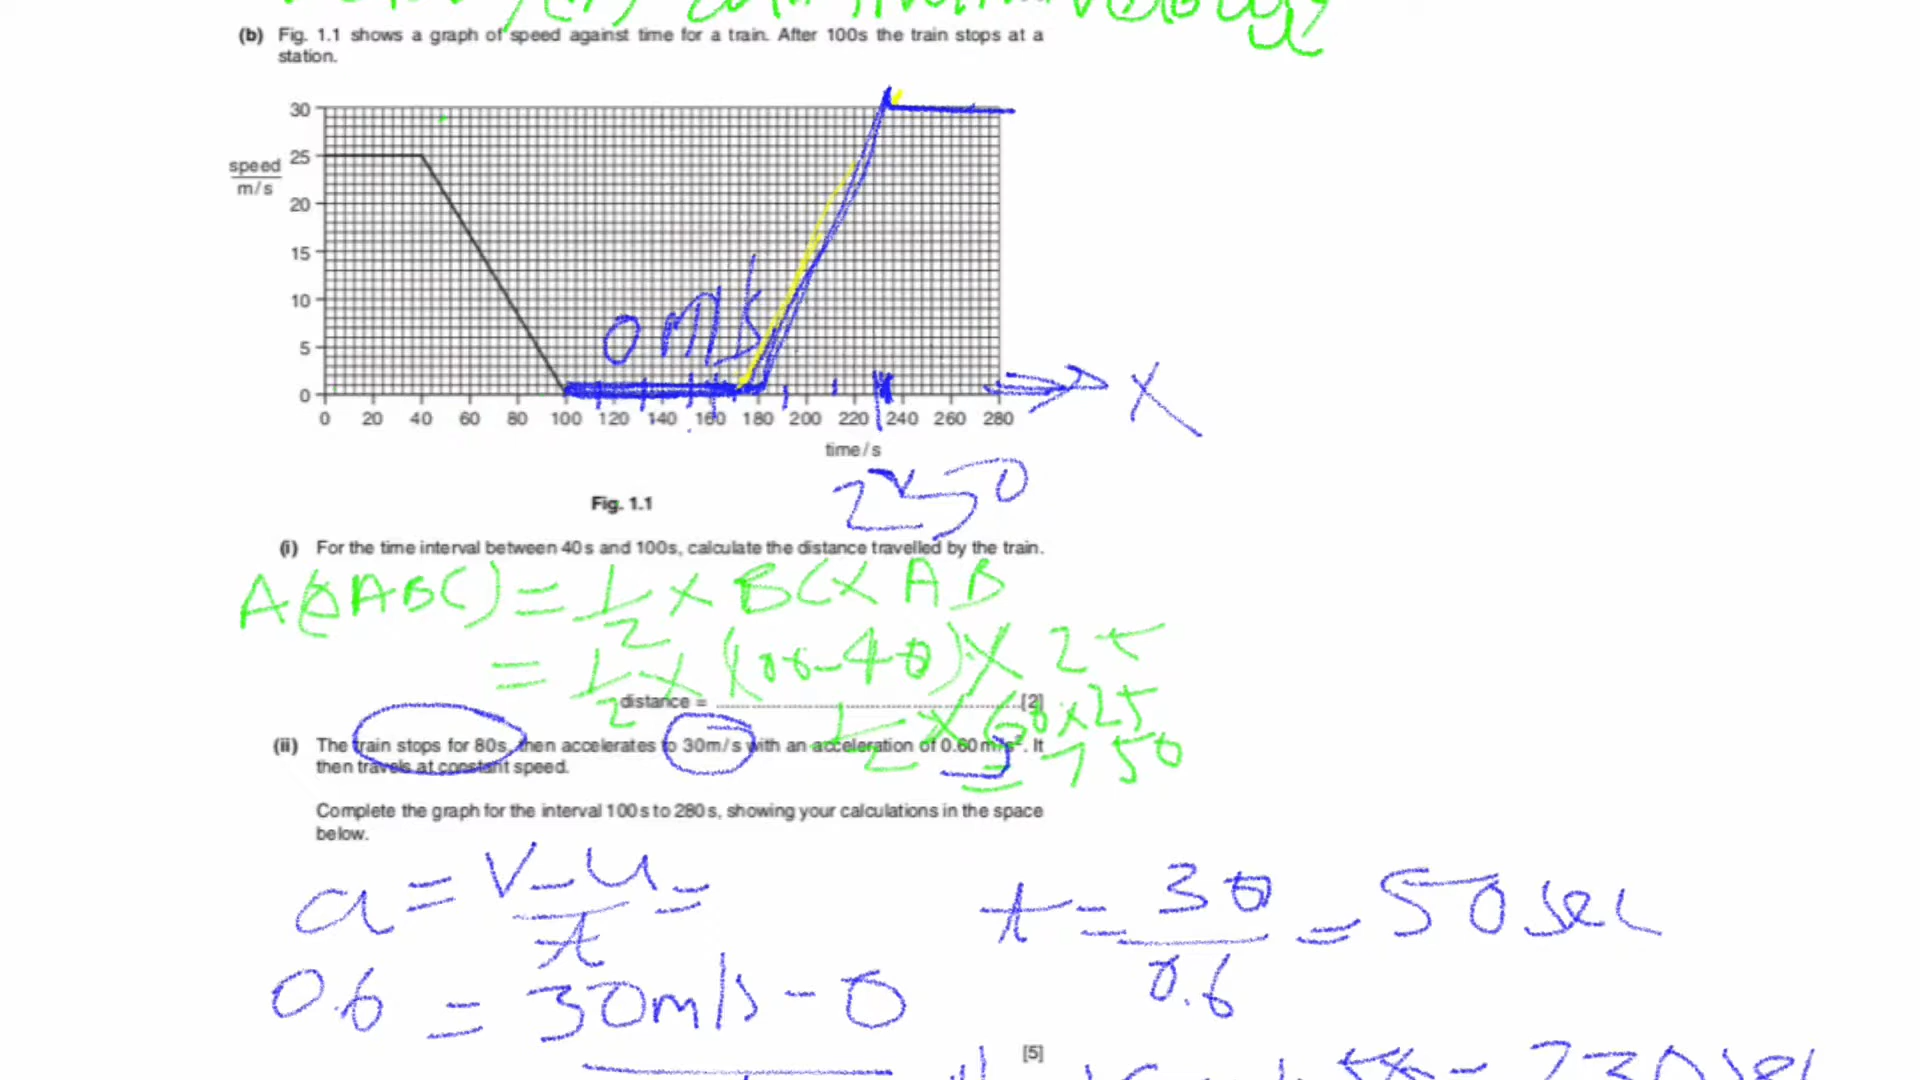 (b) Fig. 1.1 shows a graph of speed against time for a train. After 100s the train stops at a
station.
30
25
20
15
10
5
0
speed
m/s
0 m/s
0 20 40 60 80 100 120 140 160 180 200 220 240 260 280
X
time/s
250
Fig. 1.1
(i) For the time interval between 40s and 100s, calculate the distance travelled by the train.
A(△ABC) = 1/2 × BC × AB
= 1/2 × (100-40) × 25
distance = ............................................................[2]
1/2 × 60 × 25
= 750
(ii) The train stops for 80s, then accelerates to 30m/s with an acceleration of 0.60m/s². It
then travels at constant speed.
Complete the graph for the interval 100s to 280s, showing your calculations in the space
below.
a = v-u/t =
t = 30/0.6 = 50 sec
0.6 = 30m/s - 0
[5]